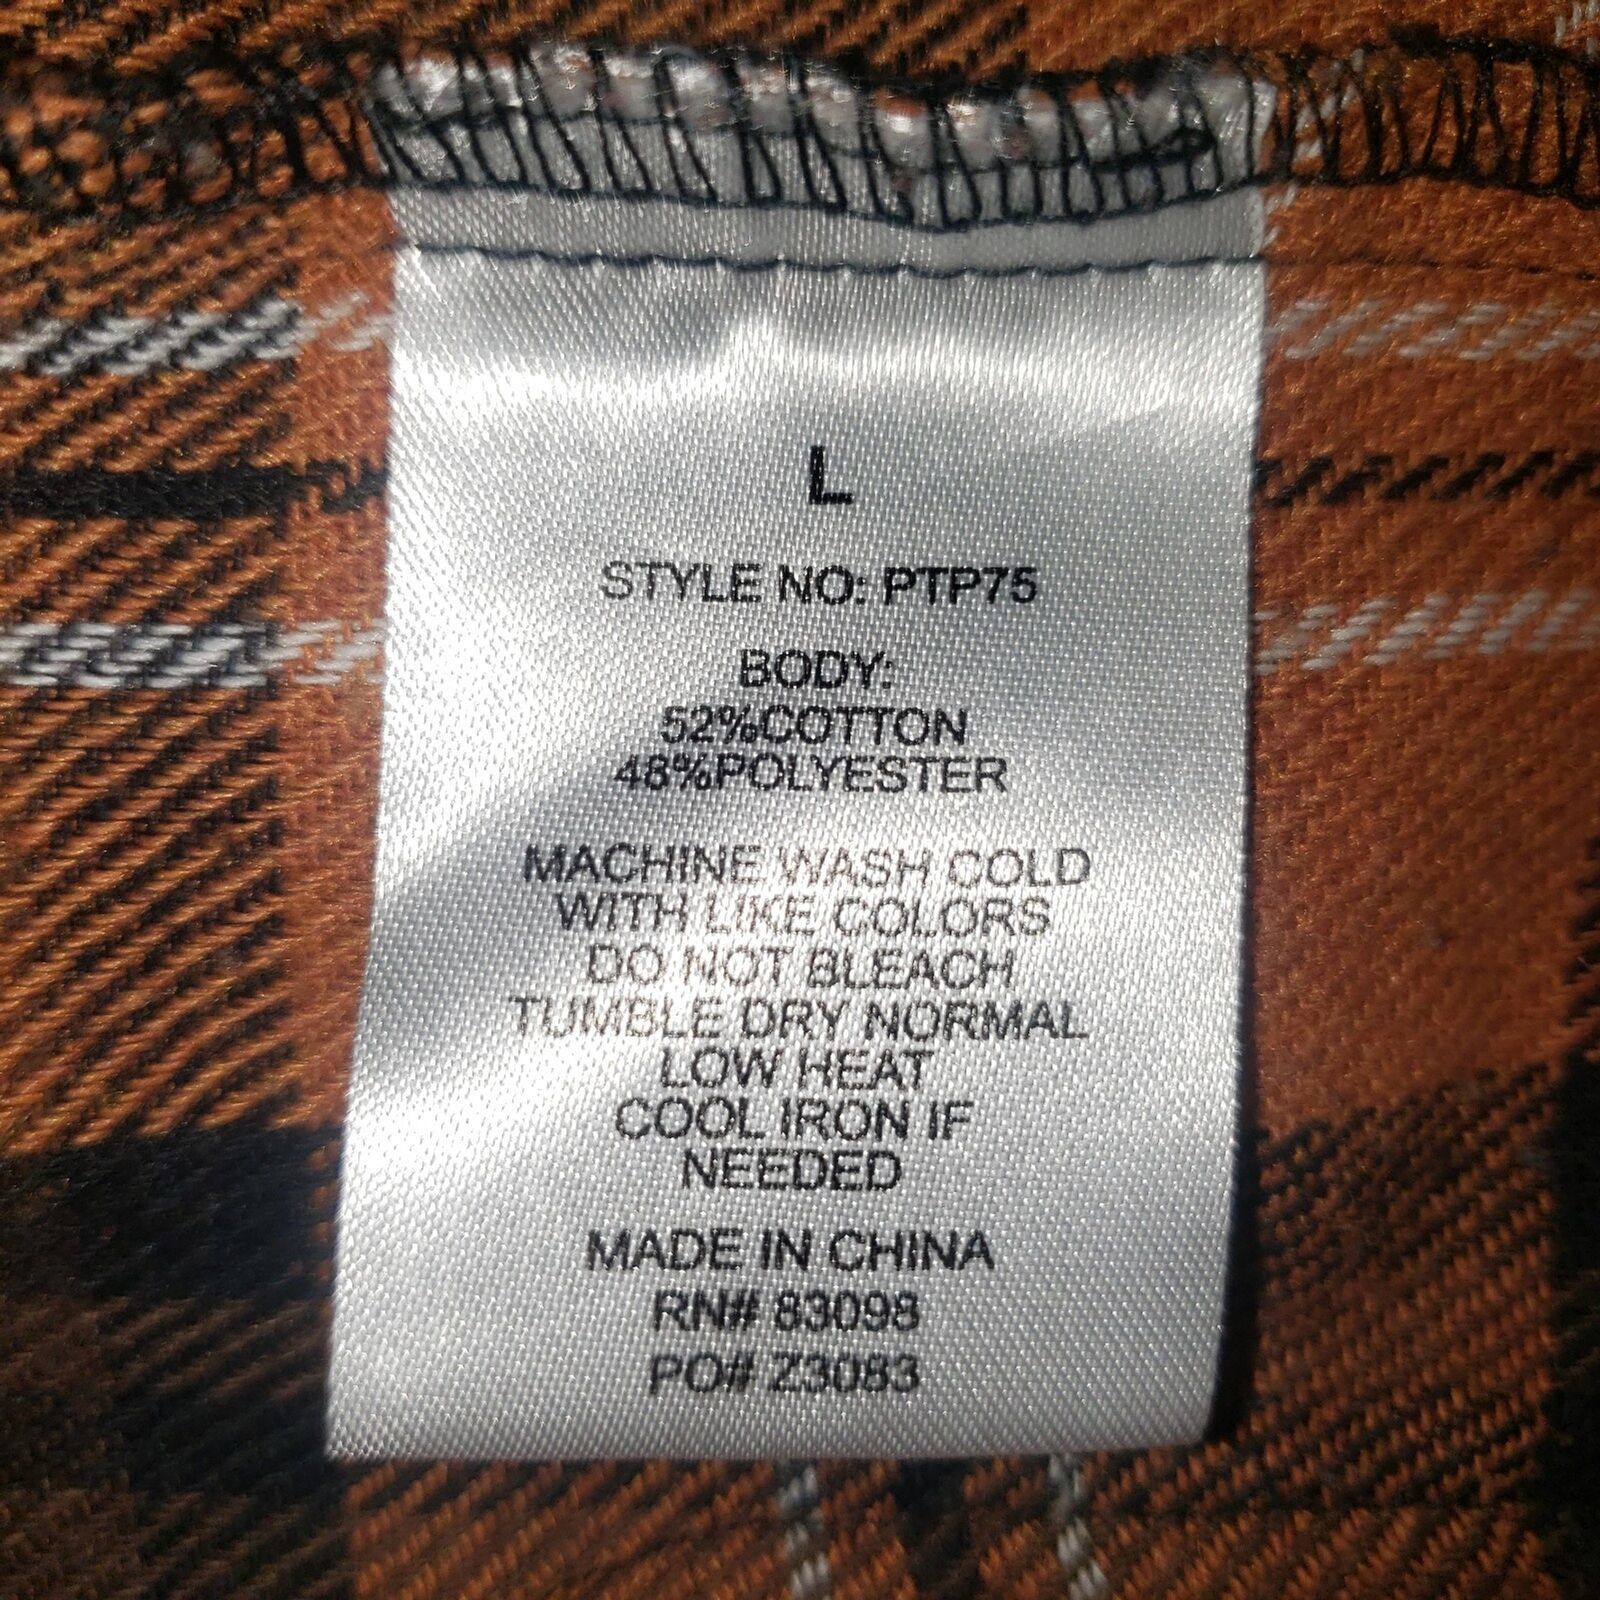 L
STYLE NO: PTP75
BODY:
52%COTTON
48%POLYESTER
MACHINE WASH COLD
WITH LIKE COLORS
DO NOT BLEACH
TUMBLE DRY NORMAL
LOW HEAT
COOL IRON IF
NEEDED
MADE IN CHINA
RN# 83098
PO# Z3083